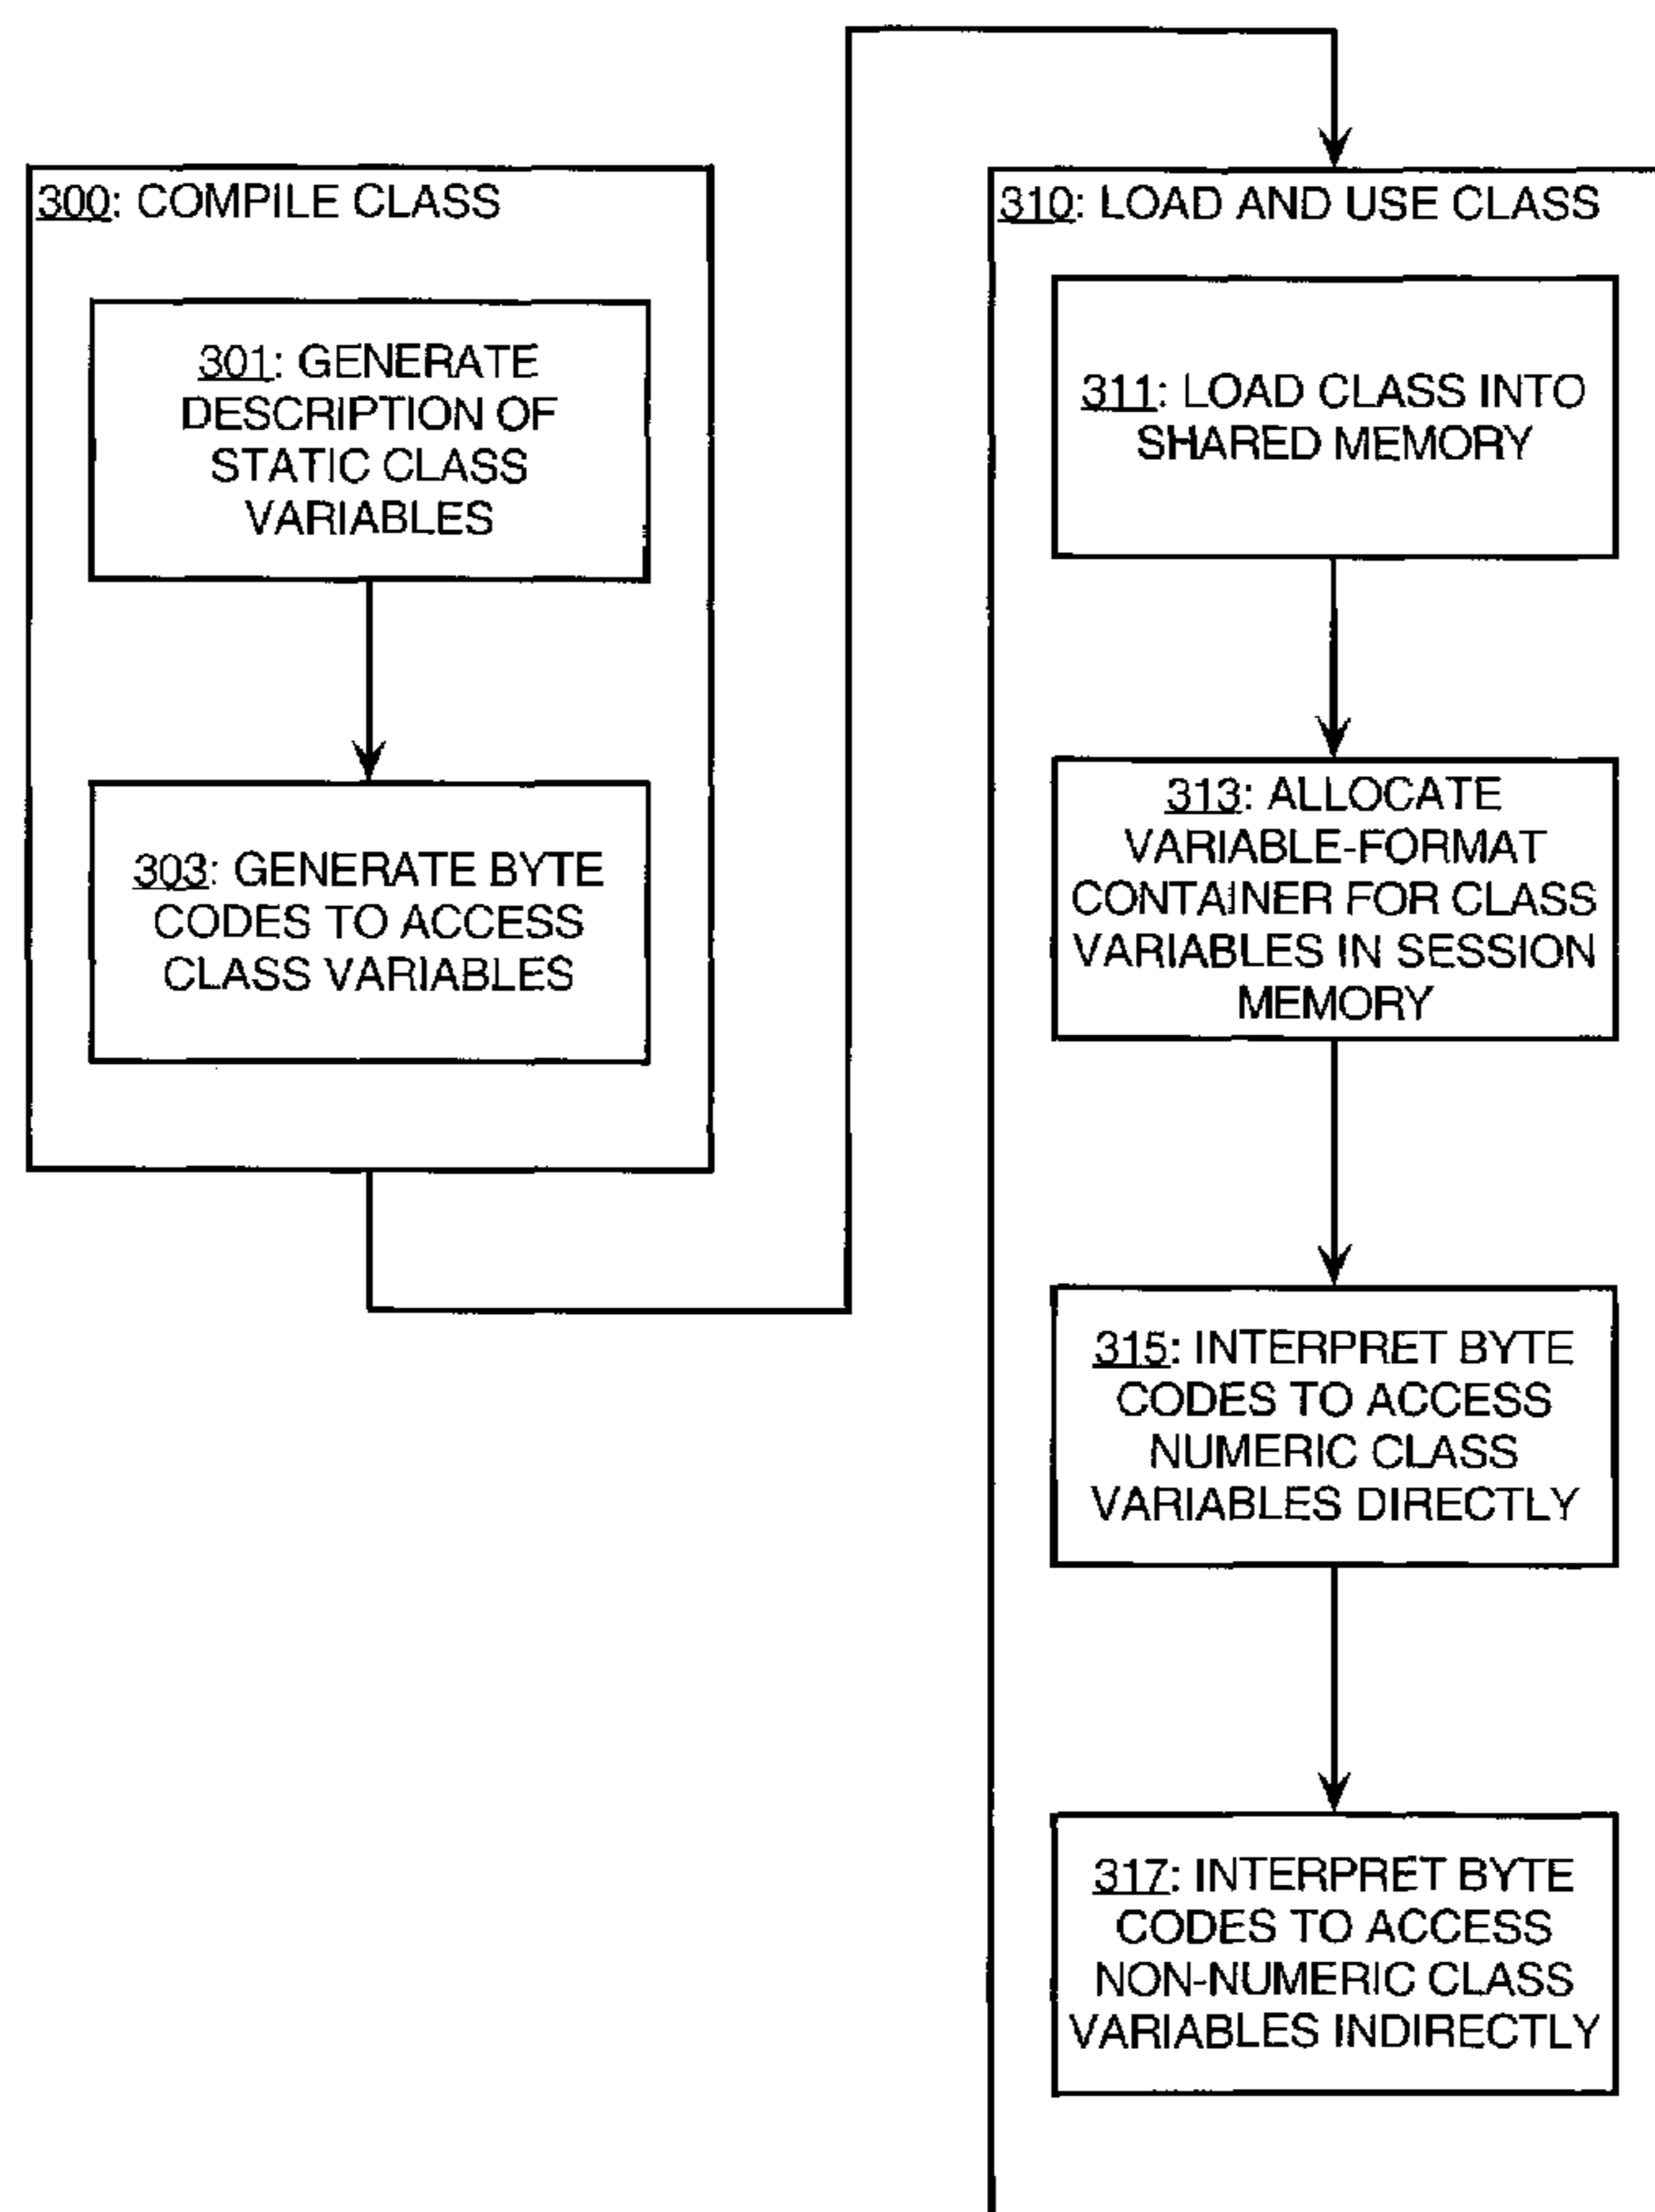 300: COMPILE CLASS
301: GENERATE
DESCRIPTION OF
STATIC CLASS
VARIABLES
303: GENERATE BYTE
CODES TO ACCESS
CLASS VARIABLES
310: LOAD AND USE CLASS
311: LOAD CLASS INTO
SHARED MEMORY
313: ALLOCATE
VARIABLE-FORMAT
CONTAINER FOR CLASS
VARIABLES IN SESSION
MEMORY
315: INTERPRET BYTE
CODES TO ACCESS
NUMERIC CLASS
VARIABLES DIRECTLY
317: INTERPRET BYTE
CODES TO ACCESS
NON-NUMERIC CLASS
VARIABLES INDIRECTLY